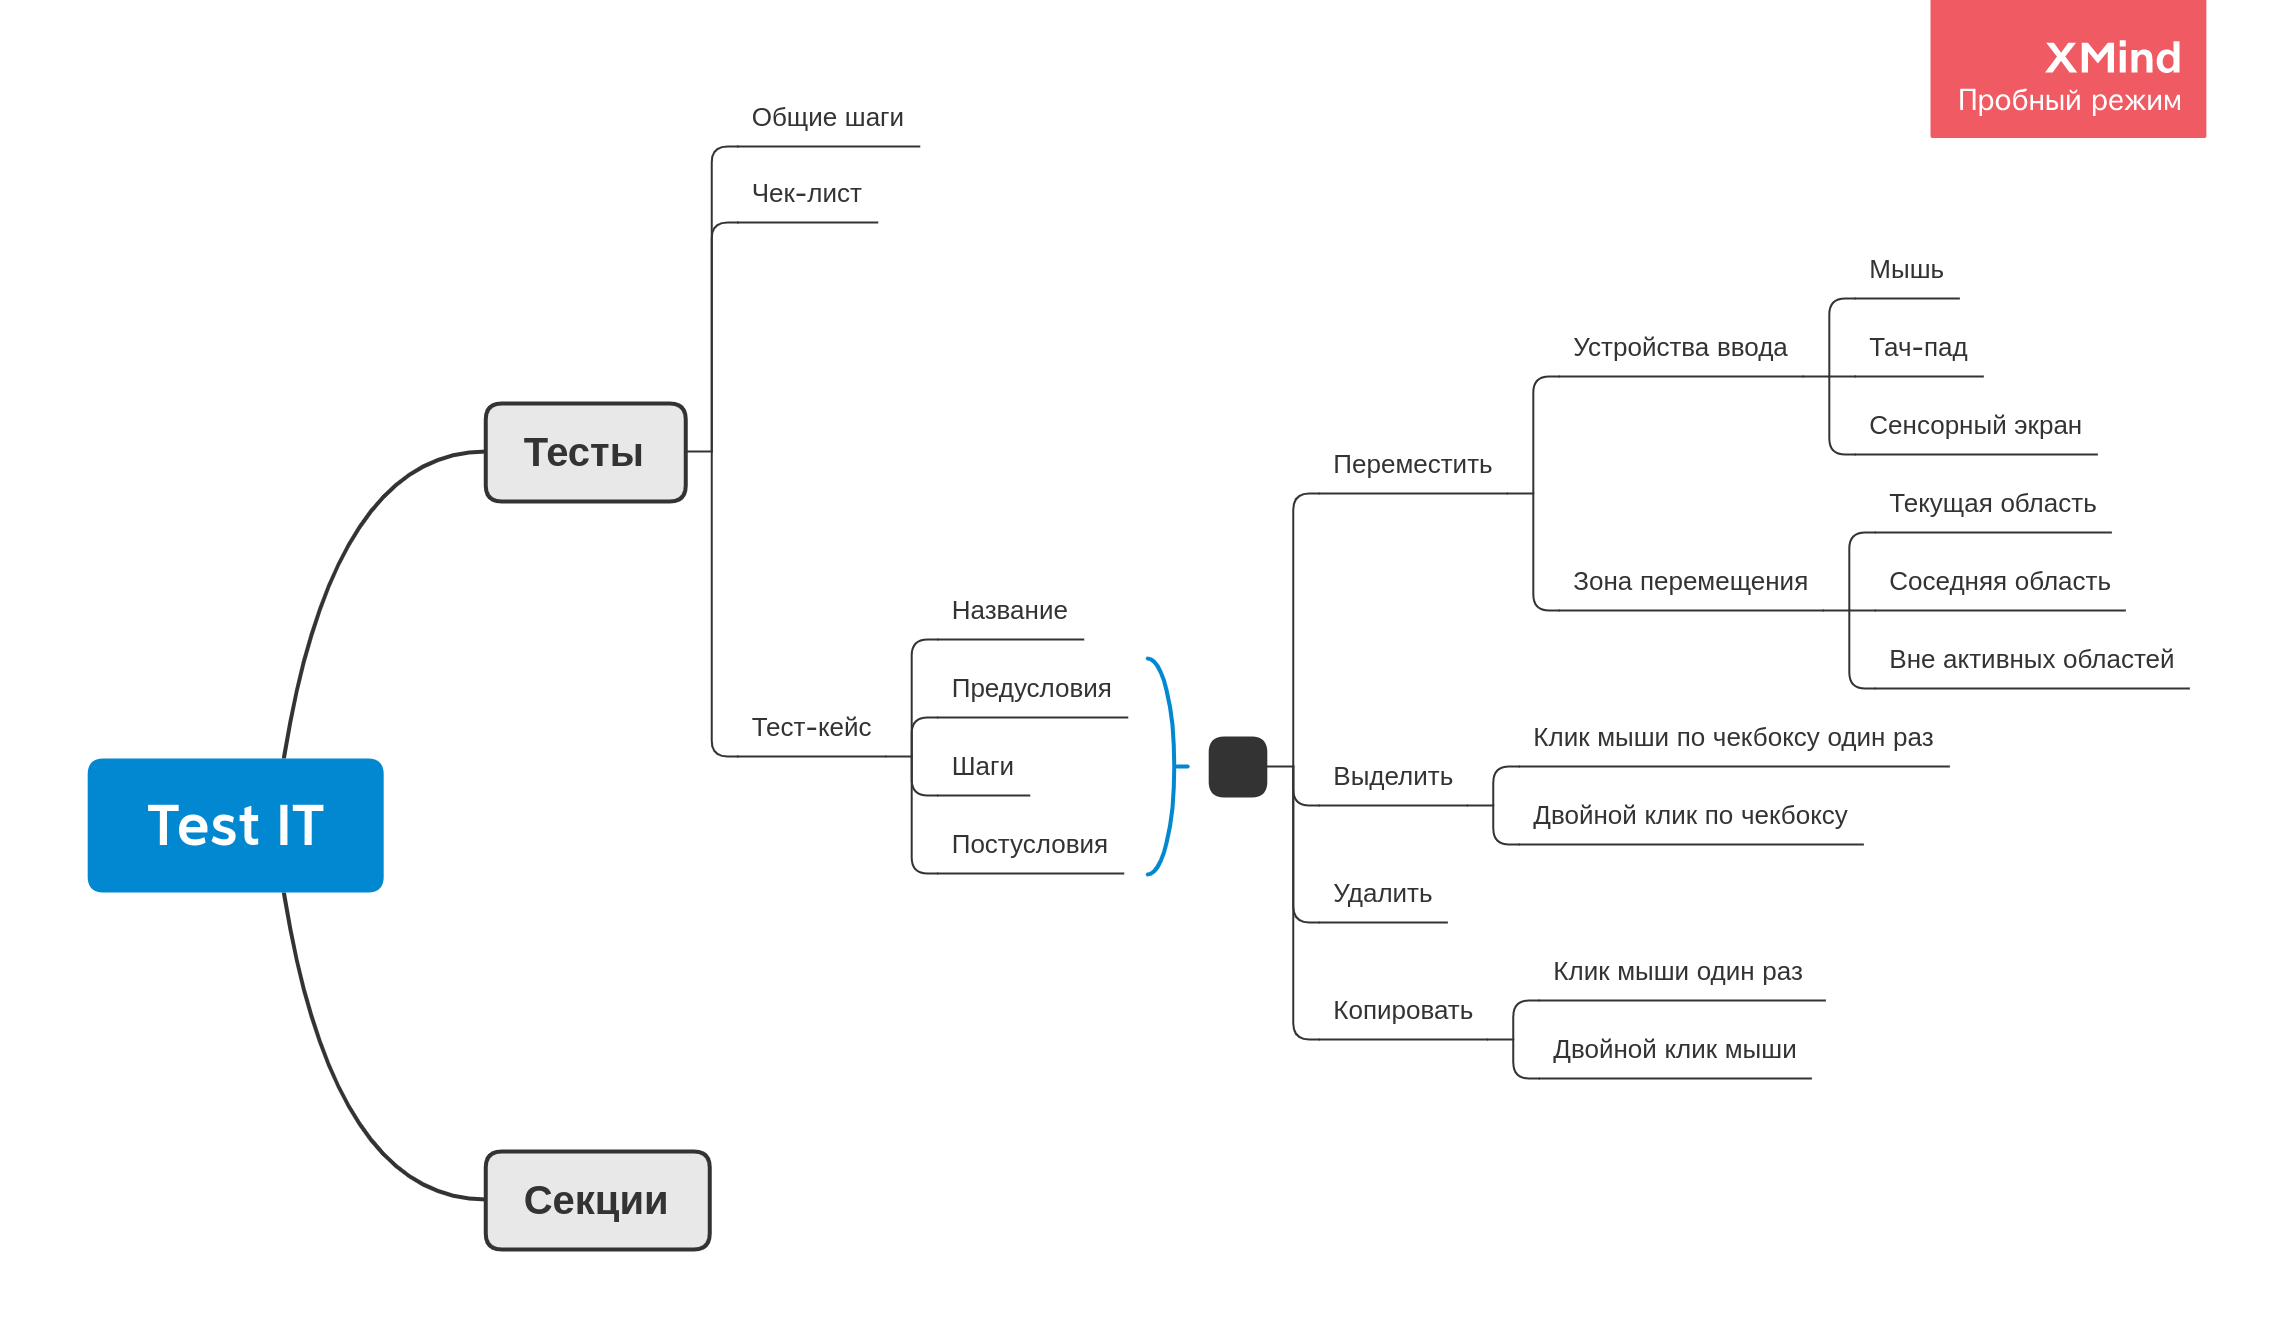 XMind
Пробный режим
Общие шаги
Чек-лист
Мышь
Устройства ввода
Тач-пад
Сенсорный экран
Тесты
Переместить
Текущая область
Зона перемещения
Соседняя область
Название
Вне активных областей
Предусловия
Тест-кейс
Клик мыши по чекбоксу один раз
Шаги
Выделить
Двойной клик по чекбоксу
Test IT
Постусловия
Удалить
Клик мыши один раз
Копировать
Двойной клик мыши
Секции